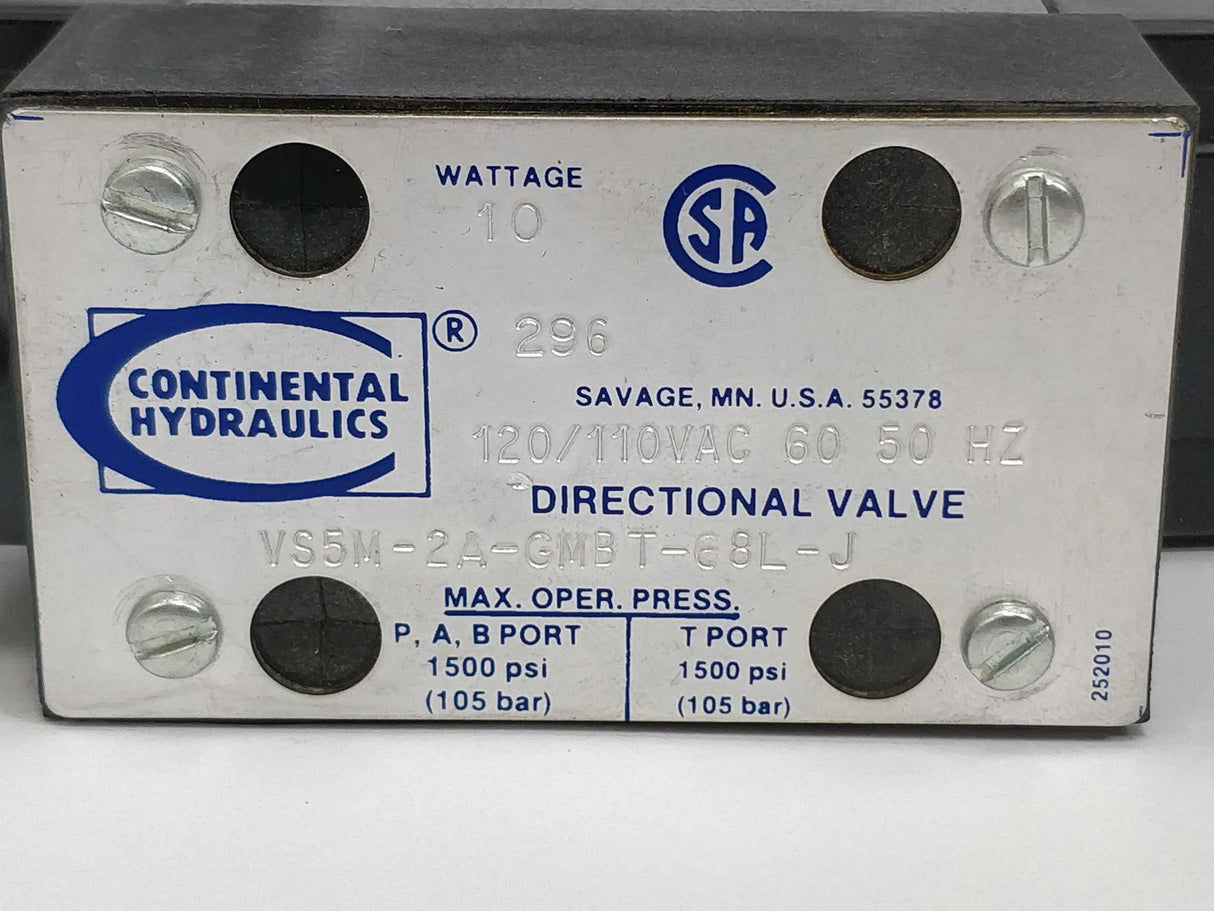 WATTAGE
10
CSA
CONTINENTAL
HYDRAULICS
®
296
SAVAGE, MN. U.S.A. 55378
120/110VAC 60 50 HZ
DIRECTIONAL VALVE
VS5M-2A-GMBT-68L-J
MAX. OPER. PRESS.
P, A, B PORT
1500 psi
(105 bar)
T PORT
1500 psi
(105 bar)
252010